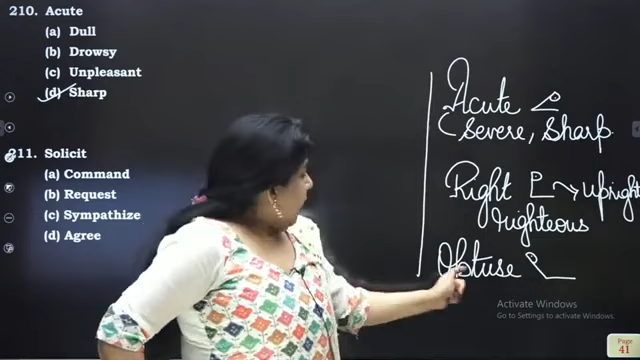 210. Acute
(a) Dull
(b) Drowsy
(c) Unpleasant
(d) Sharp
211. Solicit
(a) Command
(b) Request
(c) Sympathize
(d) Agree
Acute
(Severe, Sharp.
Right → upright
righteous
Obtuse
Activate Windows
Go to Settings to activate Windows.
Page
41